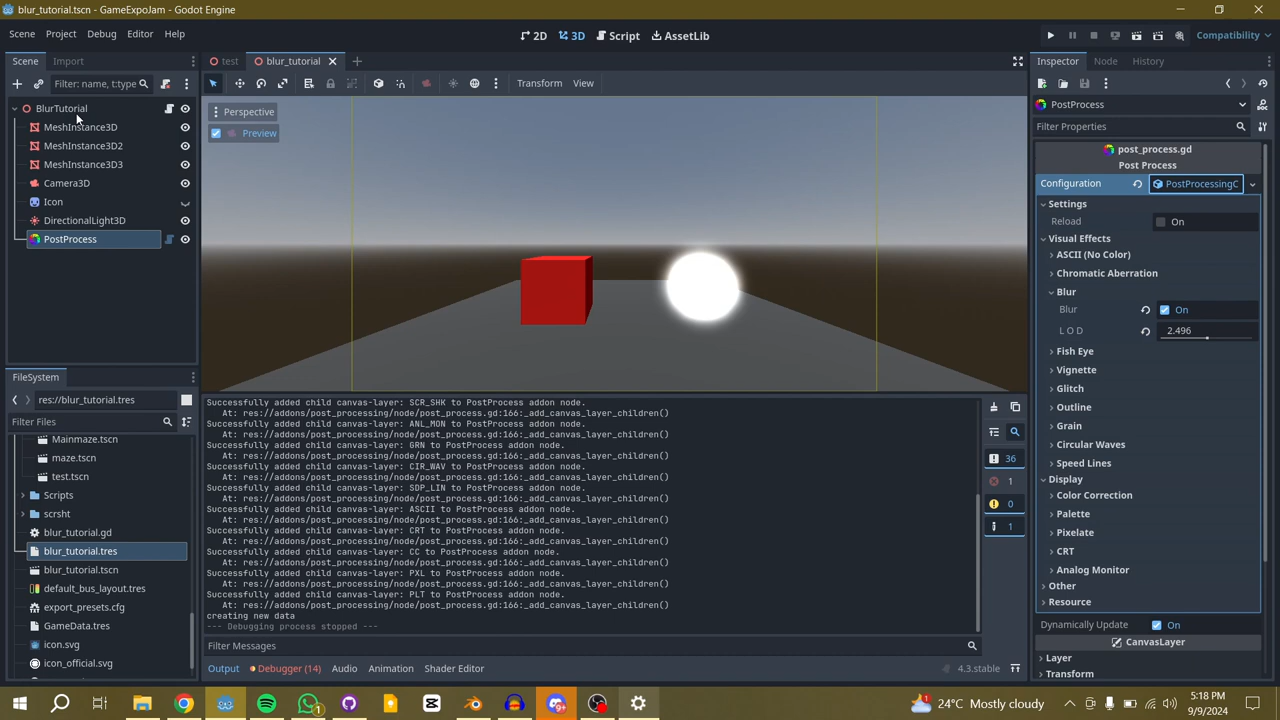 blur_tutorial.tscn - GameExpoJam - Godot Engine
Scene Project Debug Editor Help
2D 3D Script AssetLib
Compatibility
Scene Import
Filter: name, t:type
BlurTutorial
MeshInstance3D
MeshInstance3D2
MeshInstance3D3
Camera3D
Icon
DirectionalLight3D
PostProcess
FileSystem
res://blur_tutorial.tres
Filter Files
Mainmaze.tscn
maze.tscn
test.tscn
Scripts
scrsht
blur_tutorial.gd
blur_tutorial.tres
blur_tutorial.tscn
default_bus_layout.tres
export_presets.cfg
GameData.tres
icon.svg
icon_official.svg
test blur_tutorial
Transform View
Perspective
Preview
Successfully added child canvas-layer: SCR_SHK to PostProcess addon node.
At: res://addons/post_processing/node/post_process.gd:166:_add_canvas_layer_children()
Successfully added child canvas-layer: ANL_MON to PostProcess addon node.
At: res://addons/post_processing/node/post_process.gd:166:_add_canvas_layer_children()
Successfully added child canvas-layer: GRN to PostProcess addon node.
At: res://addons/post_processing/node/post_process.gd:166:_add_canvas_layer_children()
Successfully added child canvas-layer: CIR_WAV to PostProcess addon node.
At: res://addons/post_processing/node/post_process.gd:166:_add_canvas_layer_children()
Successfully added child canvas-layer: SDP_LIN to PostProcess addon node.
At: res://addons/post_processing/node/post_process.gd:166:_add_canvas_layer_children()
Successfully added child canvas-layer: ASCII to PostProcess addon node.
At: res://addons/post_processing/node/post_process.gd:166:_add_canvas_layer_children()
Successfully added child canvas-layer: CRT to PostProcess addon node.
At: res://addons/post_processing/node/post_process.gd:166:_add_canvas_layer_children()
Successfully added child canvas-layer: CC to PostProcess addon node.
At: res://addons/post_processing/node/post_process.gd:166:_add_canvas_layer_children()
Successfully added child canvas-layer: PXL to PostProcess addon node.
At: res://addons/post_processing/node/post_process.gd:166:_add_canvas_layer_children()
Successfully added child canvas-layer: PLT to PostProcess addon node.
At: res://addons/post_processing/node/post_process.gd:166:_add_canvas_layer_children()
creating new data
--- Debugging process stopped ---
36
1
0
1
Filter Messages
Output Debugger (14) Audio Animation Shader Editor
4.3.stable
Inspector Node History
PostProcess
Filter Properties
post_process.gd
Post Process
Configuration PostProcessingC
Settings
Reload On
Visual Effects
ASCII (No Color)
Chromatic Aberration
Blur
Blur On
L O D 2.496
Fish Eye
Vignette
Glitch
Outline
Grain
Circular Waves
Speed Lines
Display
Color Correction
Palette
Pixelate
CRT
Analog Monitor
Other
Resource
Dynamically Update On
CanvasLayer
Layer
Transform
24°C Mostly cloudy
5:18 PM
9/9/2024